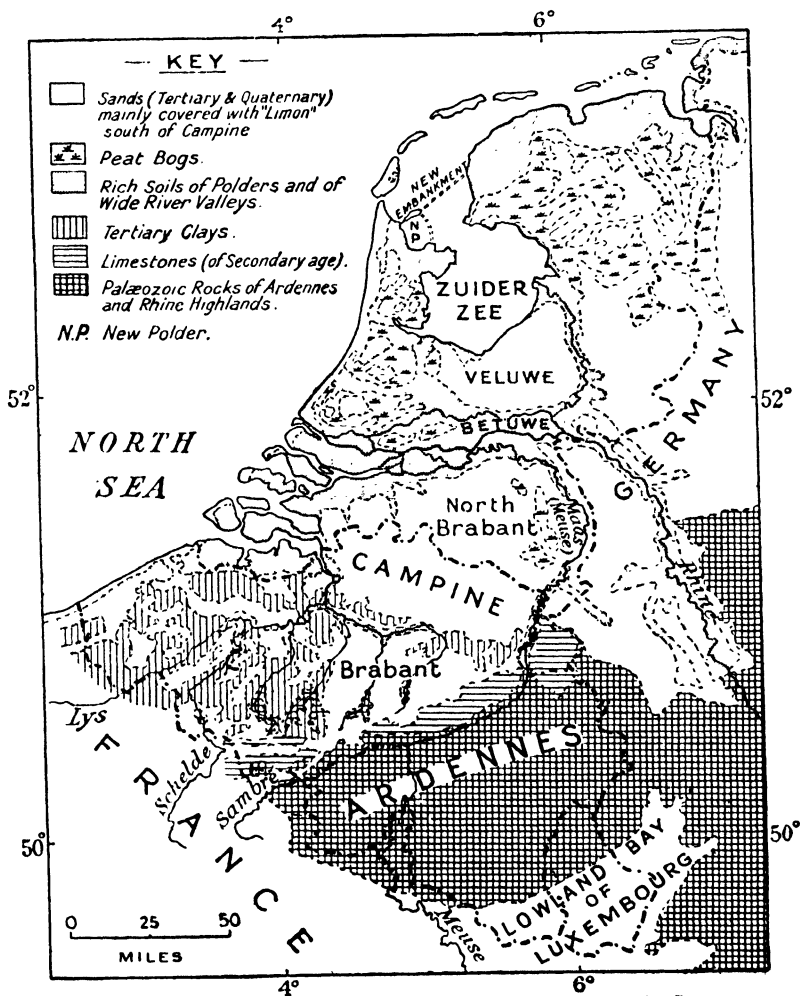 4° 6°
— KEY —
Sands (Tertiary & Quaternary)
mainly covered with "Limon"
south of Campine
Peat Bogs.
Rich Soils of Polders and of
Wide River Valleys.
Tertiary Clays.
Limestones (of Secondary age).
Palæozoic Rocks of Ardennes
and Rhine Highlands.
N.P. New Polder.
NEW
EMBANKMENT
N
P
ZUIDER
ZEE
VELUWE
52° 52°
BETUWE
GERMANY
NORTH
SEA
North
Brabant
Maas
(Meuse)
CAMPINE
Rhine
Brabant
Lys
FRANCE
Schelde
Sambre
ARDENNES
50° 50°
LOWLAND BAY
OF
LUXEMBOURG
Meuse
0 25 50
MILES
4° 6°